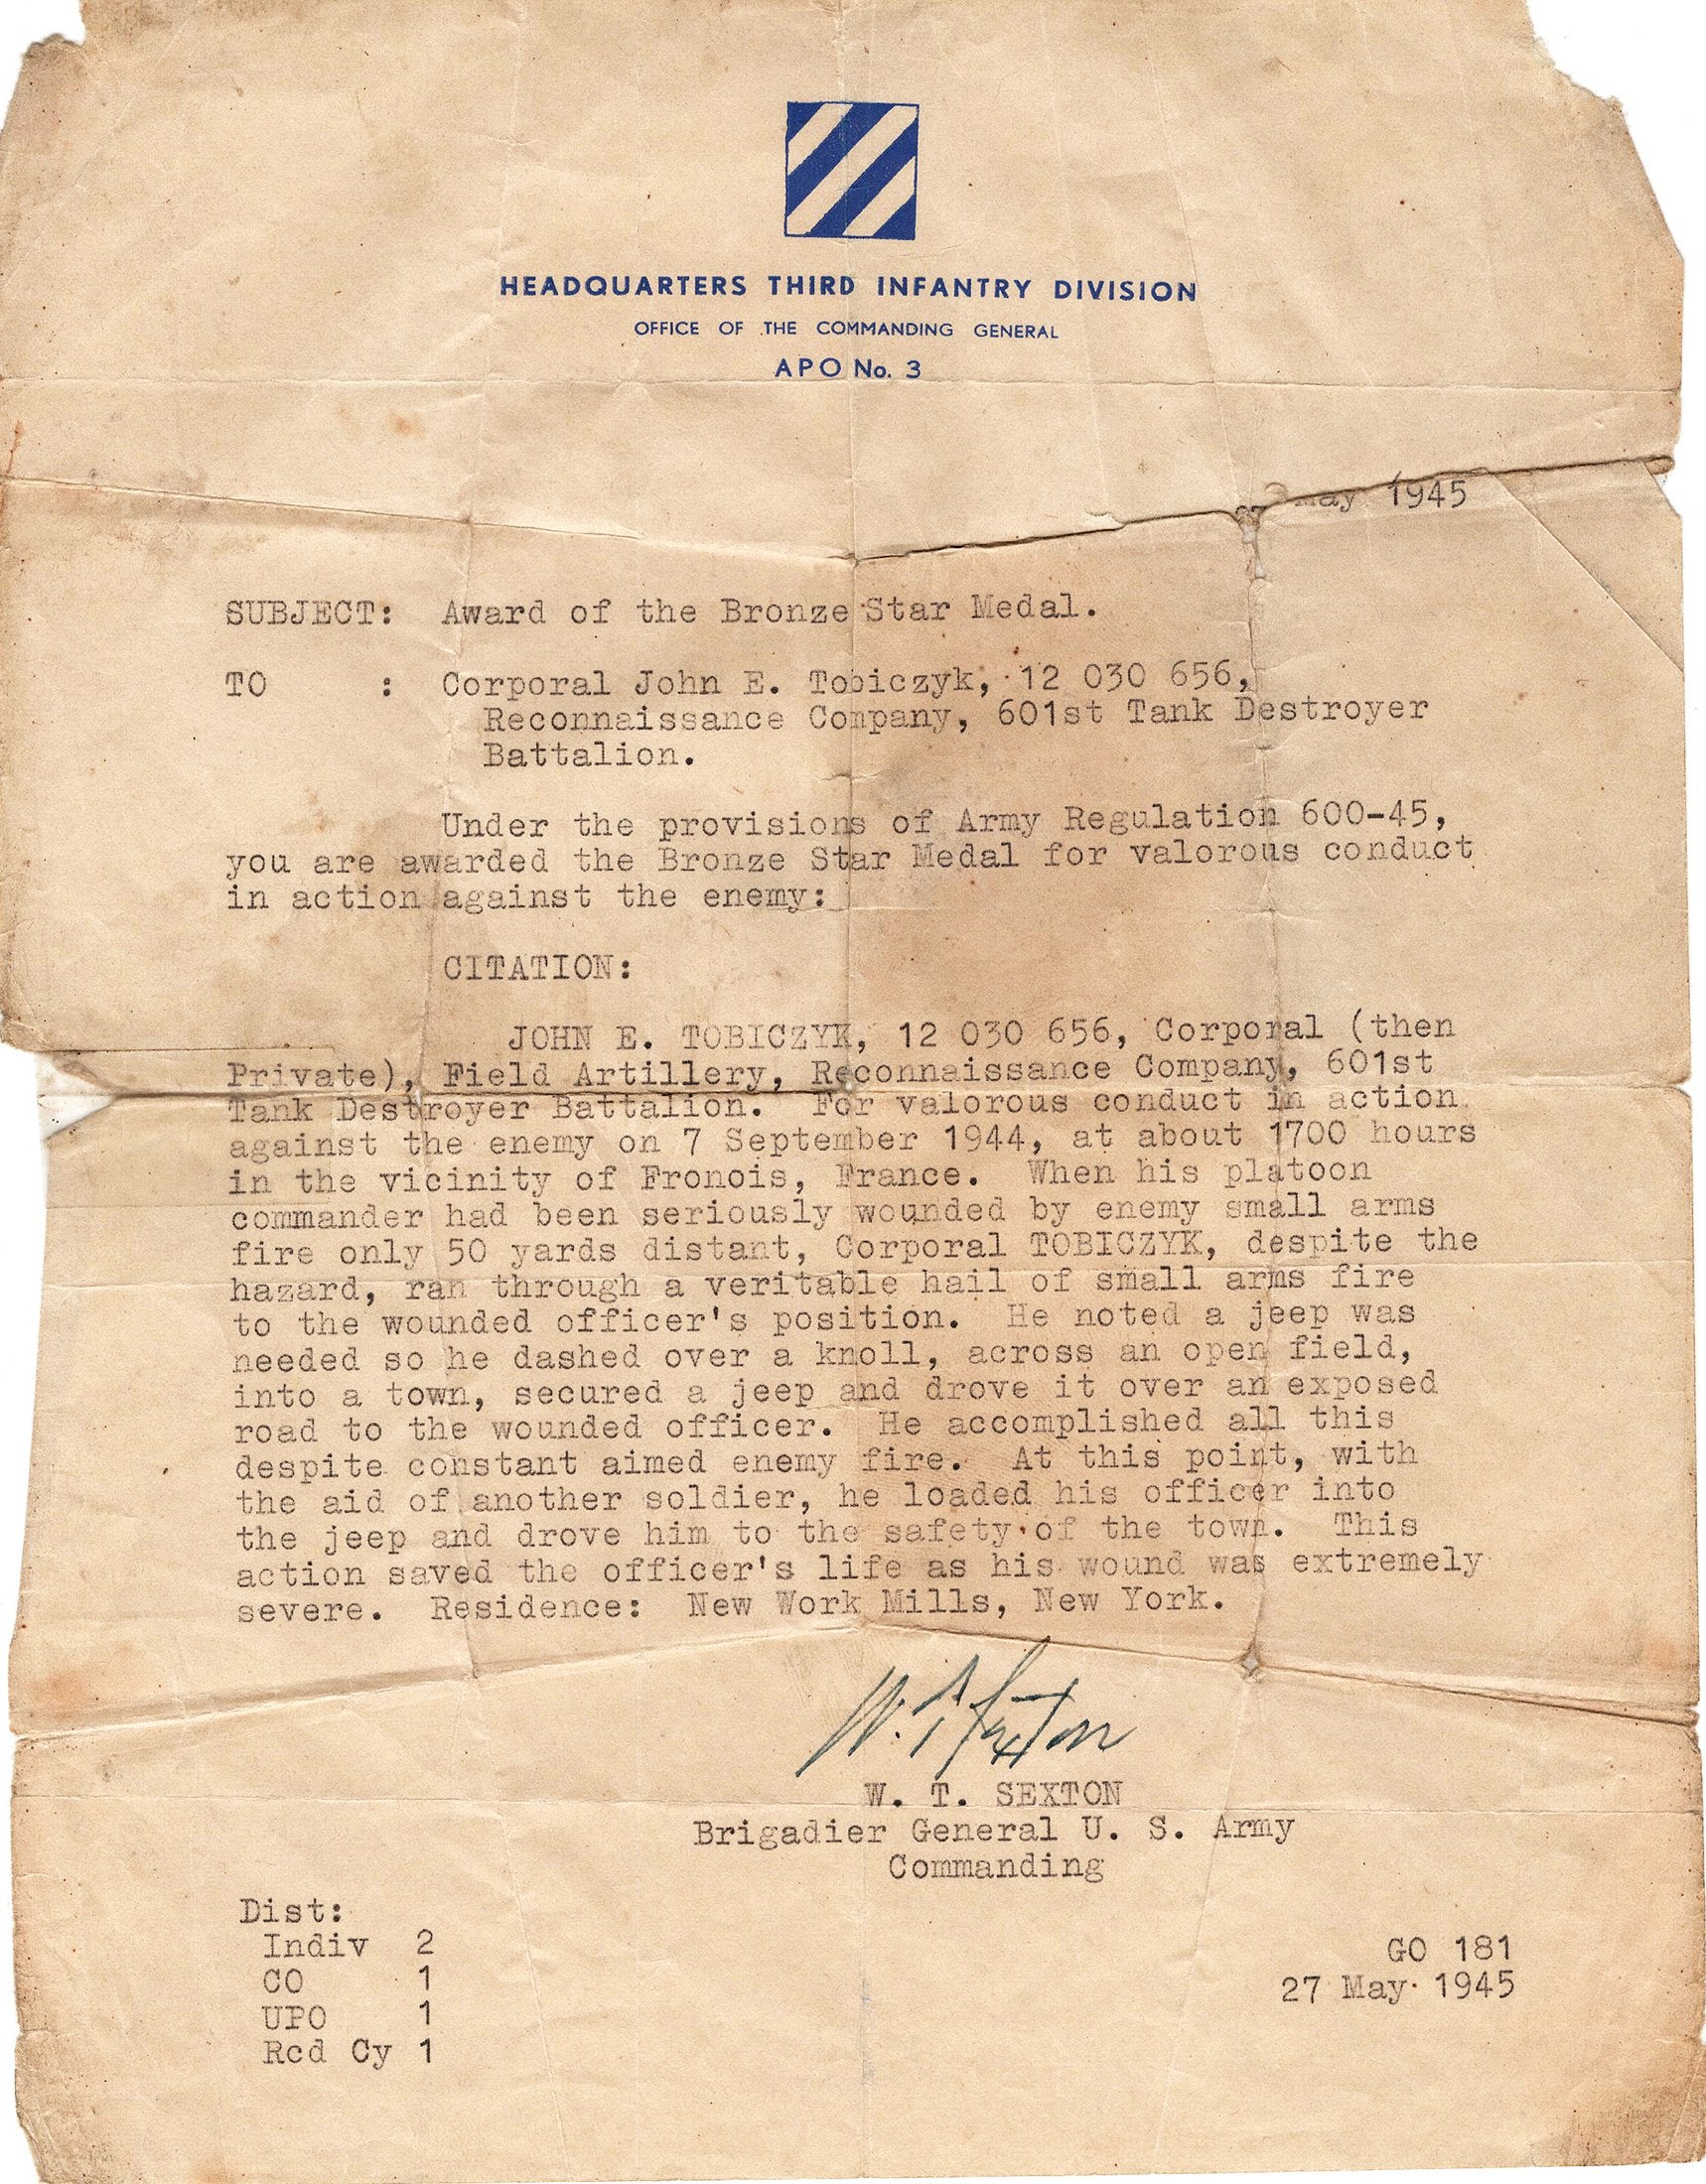 HEADQUARTERS THIRD INFANTRY DIVISION
OFFICE OF THE COMMANDING GENERAL
APO No. 3
May 1945
SUBJECT: Award of the Bronze Star Medal.
TO : Corporal John E. Tobiczyk, 12 030 656,
Reconnaissance Company, 601st Tank Destroyer
Battalion.
Under the provisions of Army Regulation 600-45,
you are awarded the Bronze Star Medal for valorous conduct
in action against the enemy:
CITATION:
JOHN E. TOBICZYK, 12 030 656, Corporal (then
Private), Field Artillery, Reconnaissance Company, 601st
Tank Destroyer Battalion. For valorous conduct in action
against the enemy on 7 September 1944, at about 1700 hours
in the vicinity of Fronois, France. When his platoon
commander had been seriously wounded by enemy small arms
fire only 50 yards distant, Corporal TOBICZYK, despite the
hazard, ran through a veritable hail of small arms fire
to the wounded officer's position. He noted a jeep was
needed so he dashed over a knoll, across an open field,
into a town, secured a jeep and drove it over an exposed
road to the wounded officer. He accomplished all this
despite constant aimed enemy fire. At this point, with
the aid of another soldier, he loaded his officer into
the jeep and drove him to the safety of the town. This
action saved the officer's life as his wound was extremely
severe. Residence: New Work Mills, New York.
W. T. Sexton
W. T. SEXTON
Brigadier General U. S. Army
Commanding
Dist:
Indiv 2
CO 1
UPO 1
Rcd Cy 1
GO 181
27 May 1945